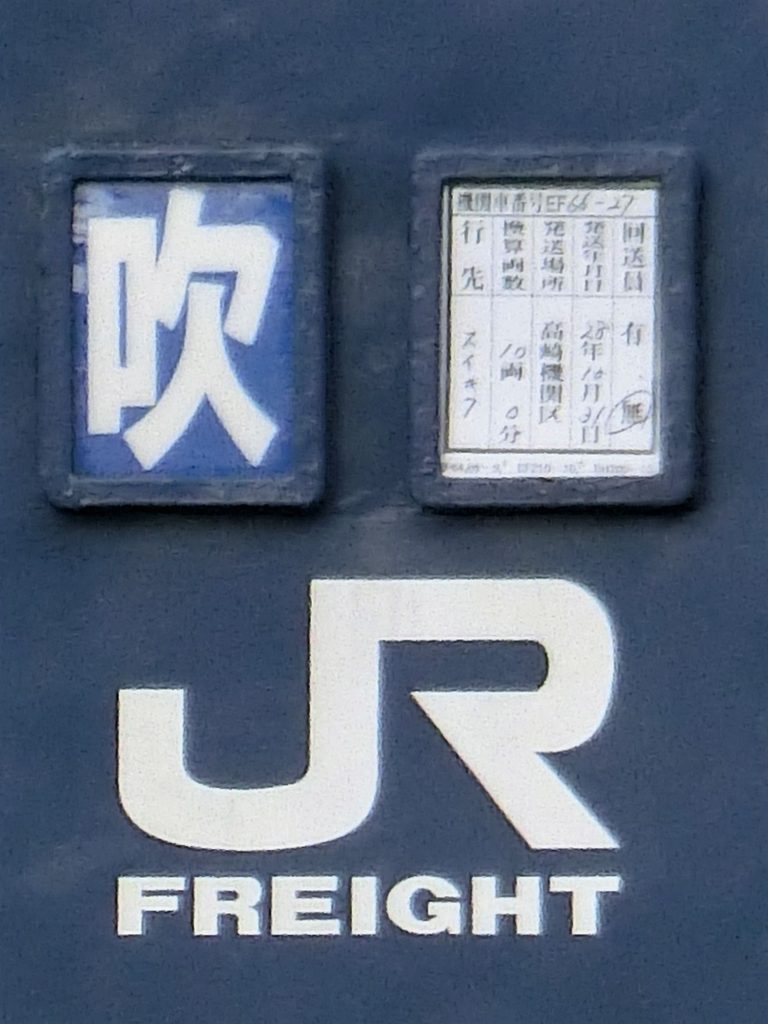 吹
機関車番号EF66-27
回送員 有 無
発送年月日 28年10月31日
発送場所 高崎機関区
換算両数 10両 0分
行先 スイキク
JR
FREIGHT